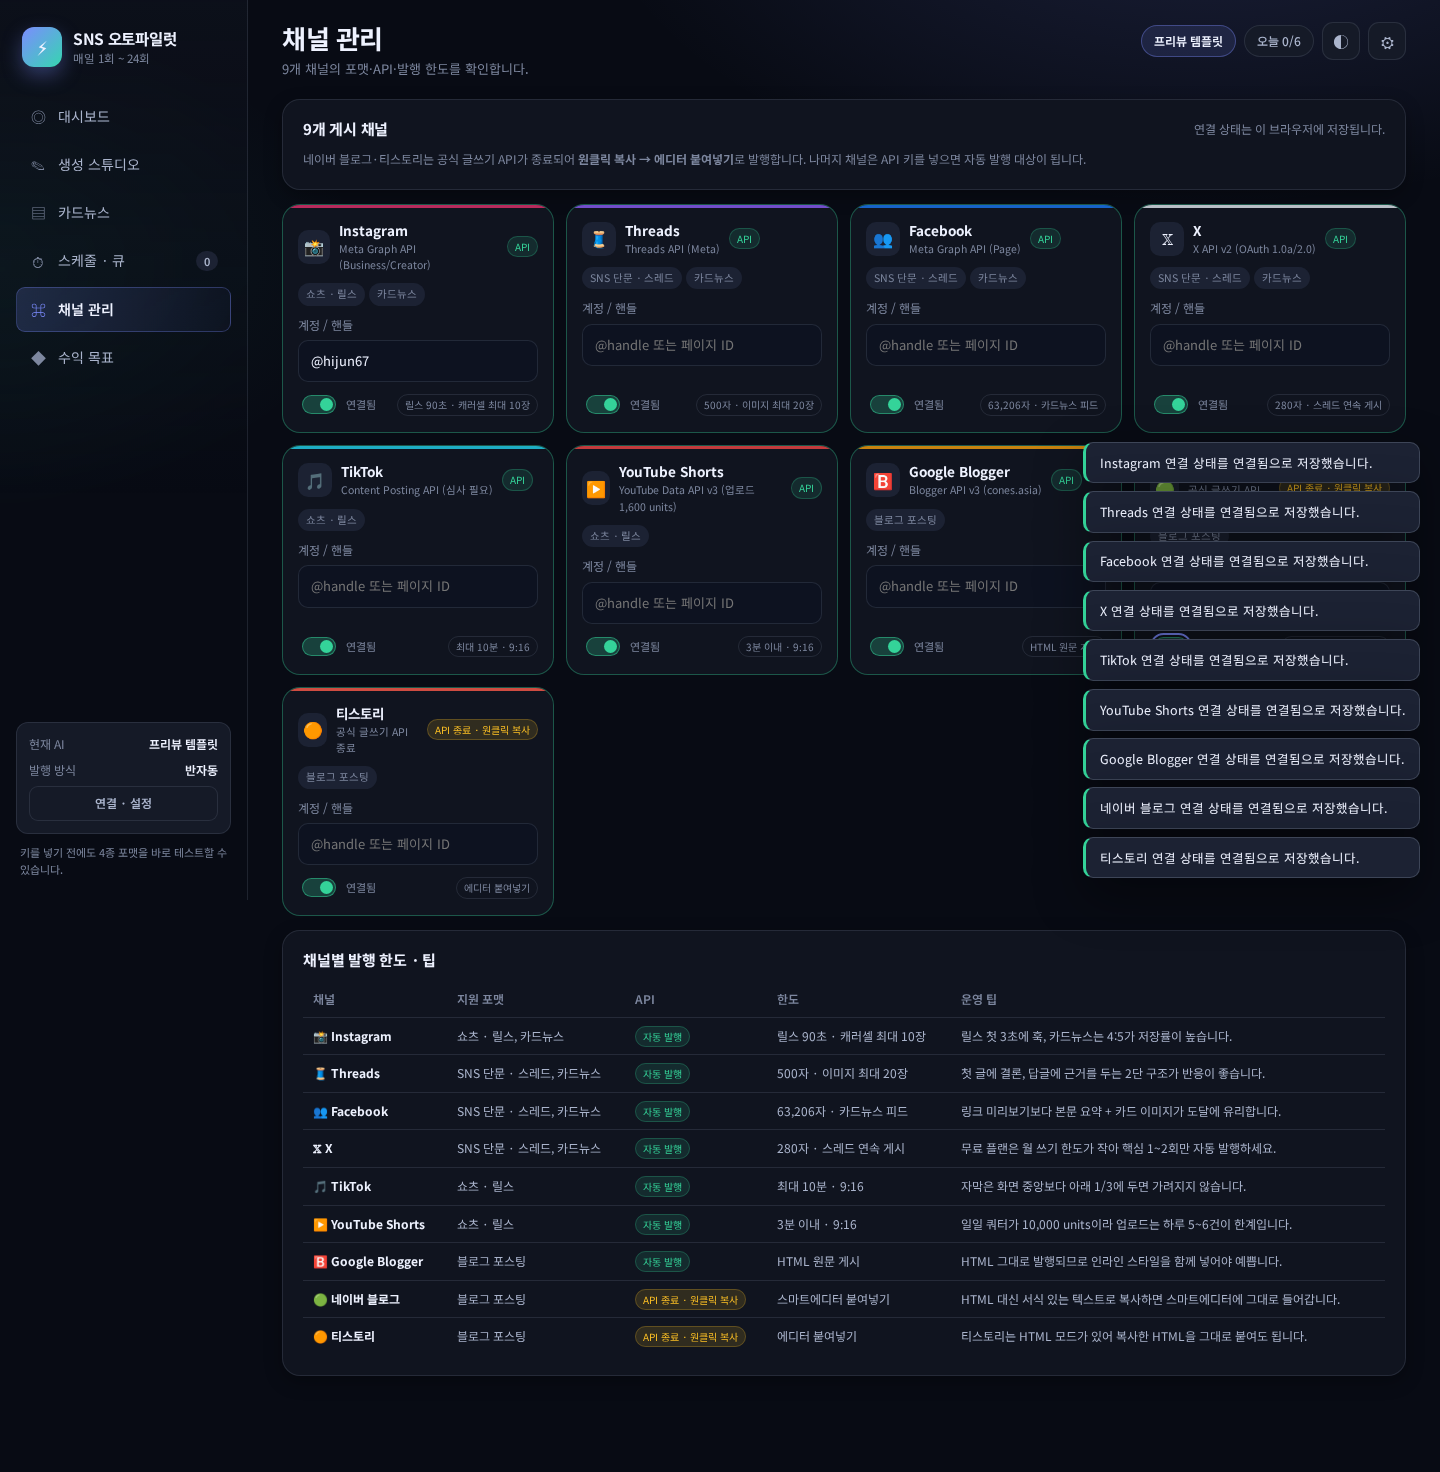 SNS 오토파일럿
매일 1회 ~ 24회
대시보드
생성 스튜디오
카드뉴스
스케줄 · 큐
0
채널 관리
수익 목표
현재 AI
프리뷰 템플릿
발행 방식
반자동
연결 · 설정
키를 넣기 전에도 4종 포맷을 바로 테스트할 수
있습니다.
채널 관리
9개 채널의 포맷·API·발행 한도를 확인합니다.
프리뷰 템플릿
오늘 0/6
9개 게시 채널
연결 상태는 이 브라우저에 저장됩니다.
네이버 블로그·티스토리는 공식 글쓰기 API가 종료되어 원클릭 복사 → 에디터 붙여넣기로 발행합니다. 나머지 채널은 API 키를 넣으면 자동 발행 대상이 됩니다.
Instagram
Meta Graph API
(Business/Creator)
API
쇼츠 · 릴스
카드뉴스
계정 / 핸들
@hijun67
연결됨
릴스 90초 · 캐러셀 최대 10장
Threads
Threads API (Meta)
API
SNS 단문 · 스레드
카드뉴스
계정 / 핸들
@handle 또는 페이지 ID
연결됨
500자 · 이미지 최대 20장
Facebook
Meta Graph API (Page)
API
SNS 단문 · 스레드
카드뉴스
계정 / 핸들
@handle 또는 페이지 ID
연결됨
63,206자 · 카드뉴스 피드
X
X API v2 (OAuth 1.0a/2.0)
API
SNS 단문 · 스레드
카드뉴스
계정 / 핸들
@handle 또는 페이지 ID
연결됨
280자 · 스레드 연속 게시
TikTok
Content Posting API (심사 필요)
API
쇼츠 · 릴스
계정 / 핸들
@handle 또는 페이지 ID
연결됨
최대 10분 · 9:16
YouTube Shorts
YouTube Data API v3 (업로드
1,600 units)
API
쇼츠 · 릴스
계정 / 핸들
@handle 또는 페이지 ID
연결됨
3분 이내 · 9:16
Google Blogger
Blogger API v3 (cones.asia)
API
블로그 포스팅
계정 / 핸들
@handle 또는 페이지 ID
연결됨
HTML 원문
공식 글쓰기 API
API 종료 · 원클릭 복사
블로그 포스팅
티스토리
공식 글쓰기 API
종료
API 종료 · 원클릭 복사
블로그 포스팅
계정 / 핸들
@handle 또는 페이지 ID
연결됨
에디터 붙여넣기
Instagram 연결 상태를 연결됨으로 저장했습니다.
Threads 연결 상태를 연결됨으로 저장했습니다.
Facebook 연결 상태를 연결됨으로 저장했습니다.
X 연결 상태를 연결됨으로 저장했습니다.
TikTok 연결 상태를 연결됨으로 저장했습니다.
YouTube Shorts 연결 상태를 연결됨으로 저장했습니다.
Google Blogger 연결 상태를 연결됨으로 저장했습니다.
네이버 블로그 연결 상태를 연결됨으로 저장했습니다.
티스토리 연결 상태를 연결됨으로 저장했습니다.
채널별 발행 한도 · 팁
채널 지원 포맷 API 한도 운영 팁
Instagram 쇼츠 · 릴스, 카드뉴스 자동 발행 릴스 90초 · 캐러셀 최대 10장 릴스 첫 3초에 훅, 카드뉴스는 4:5가 저장률이 높습니다.
Threads SNS 단문 · 스레드, 카드뉴스 자동 발행 500자 · 이미지 최대 20장 첫 글에 결론, 답글에 근거를 두는 2단 구조가 반응이 좋습니다.
Facebook SNS 단문 · 스레드, 카드뉴스 자동 발행 63,206자 · 카드뉴스 피드 링크 미리보기보다 본문 요약 + 카드 이미지가 도달에 유리합니다.
𝕏 X SNS 단문 · 스레드, 카드뉴스 자동 발행 280자 · 스레드 연속 게시 무료 플랜은 월 쓰기 한도가 작아 핵심 1~2회만 자동 발행하세요.
TikTok 쇼츠 · 릴스 자동 발행 최대 10분 · 9:16 자막은 화면 중앙보다 아래 1/3에 두면 가려지지 않습니다.
YouTube Shorts 쇼츠 · 릴스 자동 발행 3분 이내 · 9:16 일일 쿼터가 10,000 units이라 업로드는 하루 5~6건이 한계입니다.
Google Blogger 블로그 포스팅 자동 발행 HTML 원문 게시 HTML 그대로 발행되므로 인라인 스타일을 함께 넣어야 예쁩니다.
네이버 블로그 블로그 포스팅 API 종료 · 원클릭 복사 스마트에디터 붙여넣기 HTML 대신 서식 있는 텍스트로 복사하면 스마트에디터에 그대로 들어갑니다.
티스토리 블로그 포스팅 API 종료 · 원클릭 복사 에디터 붙여넣기 티스토리는 HTML 모드가 있어 복사한 HTML을 그대로 붙여도 됩니다.